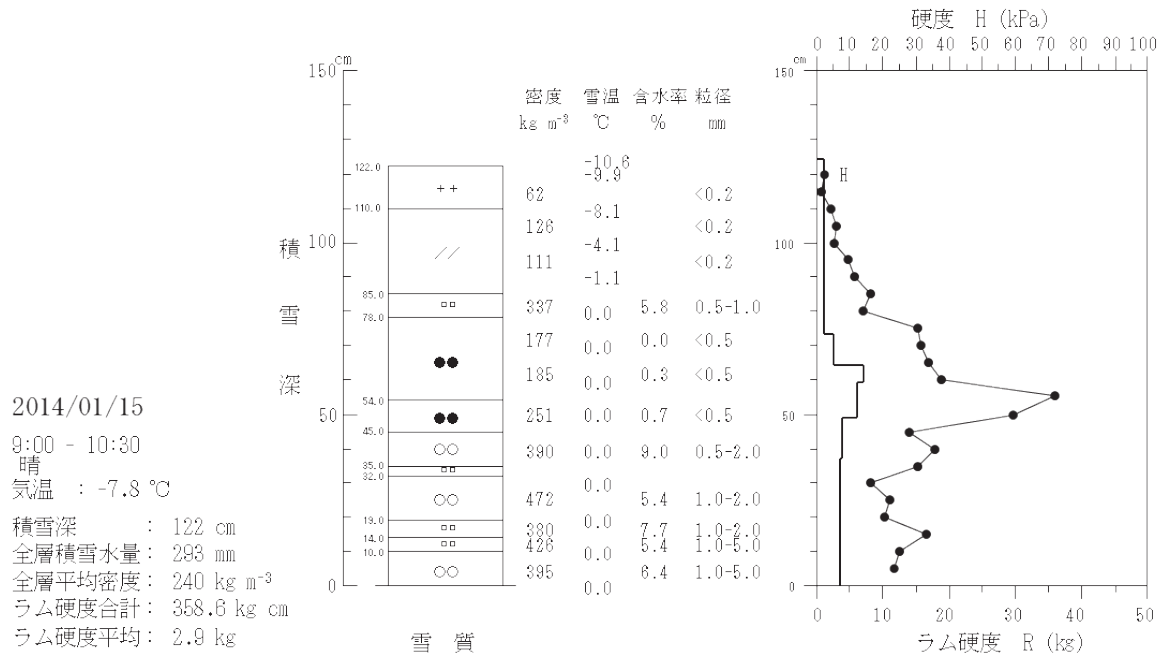 硬度 H (kPa)
0 10 20 30 40 50 60 70 80 90 100
cm
150
100
50
0
H
0 10 20 30 40 50
ラム硬度 R (kg)
cm
150
100
50
0
積雪深
密度 雪温 含水率 粒径
kg m⁻³ ℃ % mm
122.0
110.0
85.0
78.0
54.0
45.0
35.0
32.0
19.0
14.0
10.0
-10.6
-9.9
62 <0.2
-8.1
126 <0.2
-4.1
111 <0.2
-1.1
337 5.8 0.5-1.0
0.0
177 0.0 <0.5
0.0
185 0.3 <0.5
0.0
251 0.0 0.7 <0.5
390 0.0 9.0 0.5-2.0
0.0
472 5.4 1.0-2.0
0.0
380 7.7 1.0-2.0
426 5.4 1.0-5.0
0.0
395 6.4 1.0-5.0
0.0
雪 質
2014/01/15
9:00 - 10:30
晴
気温 : -7.8 ℃
積雪深 : 122 cm
全層積雪水量 : 293 mm
全層平均密度 : 240 kg m⁻³
ラム硬度合計 : 358.6 kg cm
ラム硬度平均 : 2.9 kg